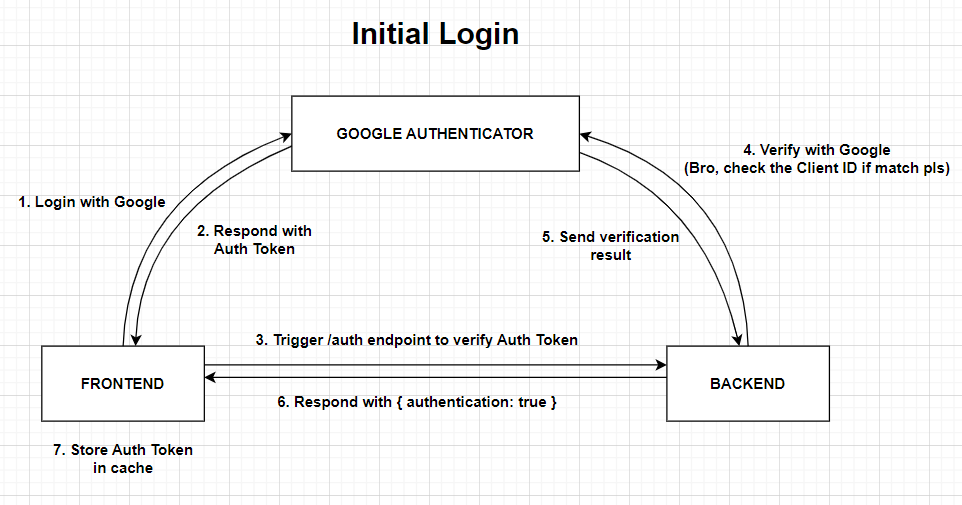 Initial Login
GOOGLE AUTHENTICATOR
4. Verify with Google
(Bro, check the Client ID if match pls)
1. Login with Google
2. Respond with
Auth Token
5. Send verification
result
3. Trigger /auth endpoint to verify Auth Token
FRONTEND
BACKEND
6. Respond with { authentication: true }
7. Store Auth Token
in cache